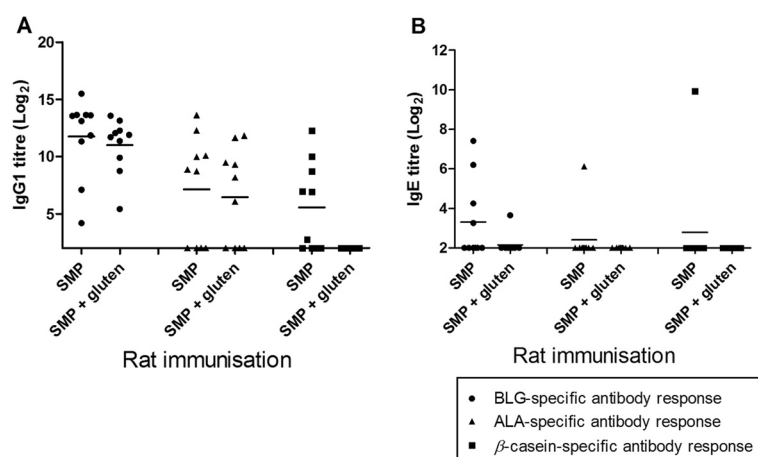 A
IgG1 titre (Log2)
20
15
10
5
SMP
SMP + gluten
SMP
SMP + gluten
SMP
SMP + gluten
Rat immunisation
B
IgE titre (Log2)
12
10
8
6
4
2
SMP
SMP + gluten
SMP
SMP + gluten
SMP
SMP + gluten
Rat immunisation
BLG-specific antibody response
ALA-specific antibody response
β-casein-specific antibody response